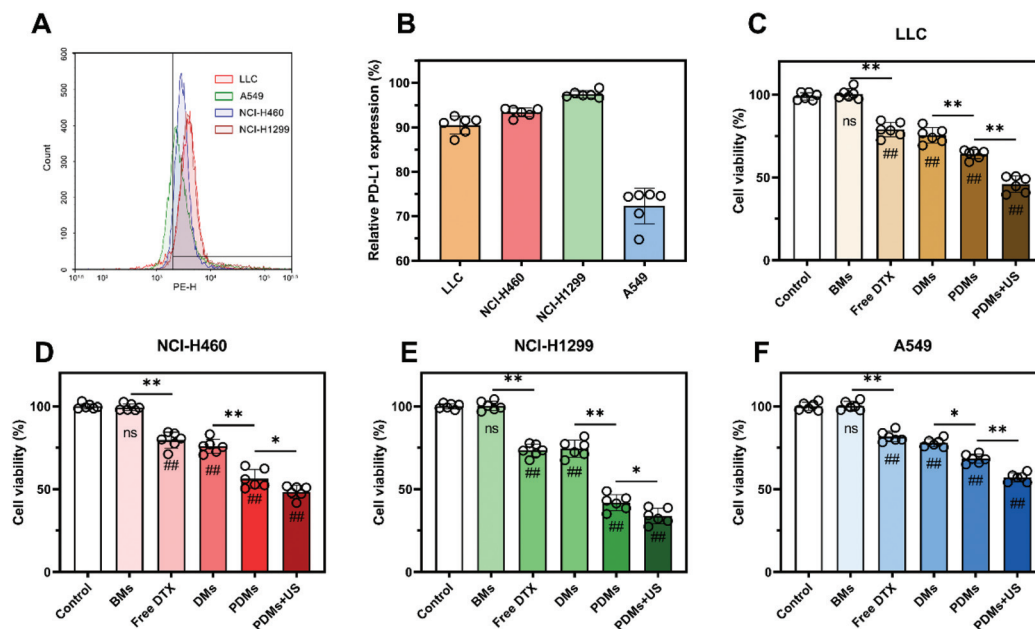 A
600
500
400
300
200
100
0
Count
LLC
A549
NCI-H460
NCI-H1299
10²
10³
10⁴
10⁵
PE-H
B
Relative PD-L1 expression (%)
100
90
80
70
60
LLC
NCI-H460
NCI-H1299
A549
C
LLC
Cell viability (%)
100
50
0
**
**
**
ns
##
##
##
##
Control
BMs
Free DTX
DMs
PDMs
PDMs+US
D
NCI-H460
Cell viability (%)
100
50
0
**
**
*
ns
##
##
##
##
Control
BMs
Free DTX
DMs
PDMs
PDMs+US
E
NCI-H1299
Cell viability (%)
100
50
0
**
**
*
ns
##
##
##
##
Control
BMs
Free DTX
DMs
PDMs
PDMs+US
F
A549
Cell viability (%)
100
50
0
**
*
**
ns
##
##
##
##
Control
BMs
Free DTX
DMs
PDMs
PDMs+US